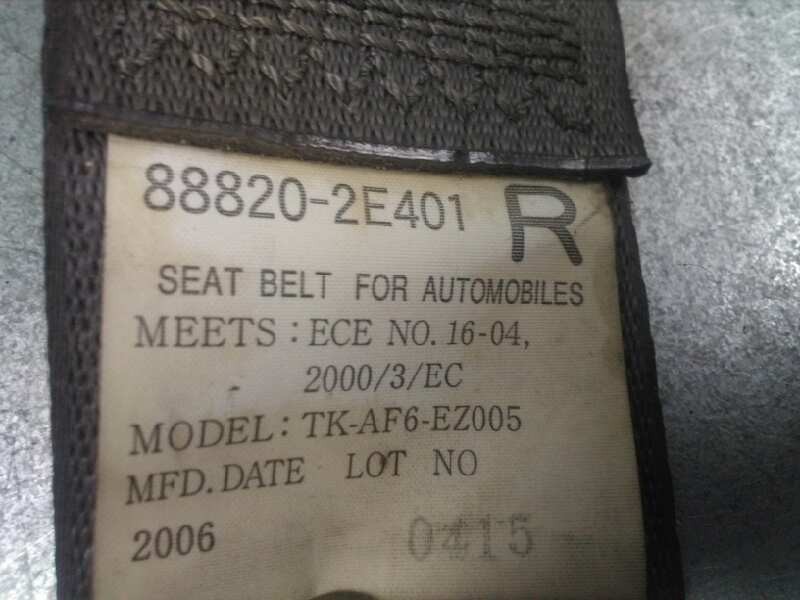 88820-2E401 R
SEAT BELT FOR AUTOMOBILES
MEETS : ECE NO. 16-04,
2000/3/EC
MODEL: TK-AF6-EZ005
MFD.DATE LOT NO
2006 0415